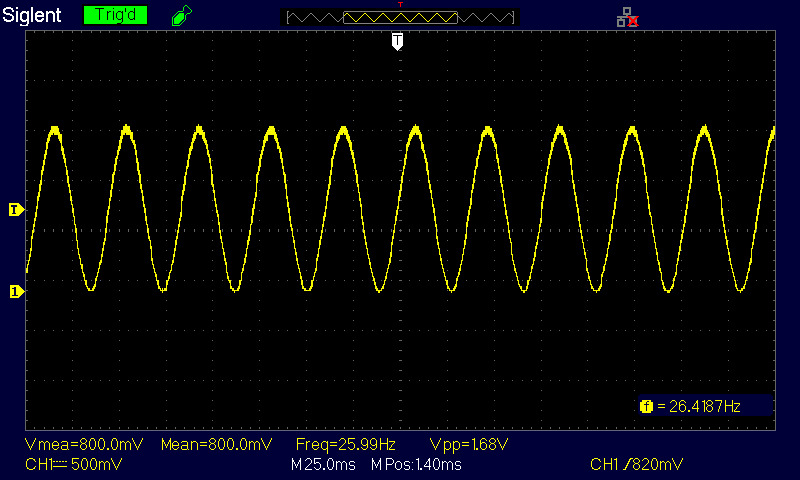 Siglent Trig'd T
T
T
1
f = 26.4187Hz
Vmea=800.0mV Mean=800.0mV Freq=25.99Hz Vpp=1.68V
CH1 500mV M25.0ms MPos:1.40ms CH1 /820mV